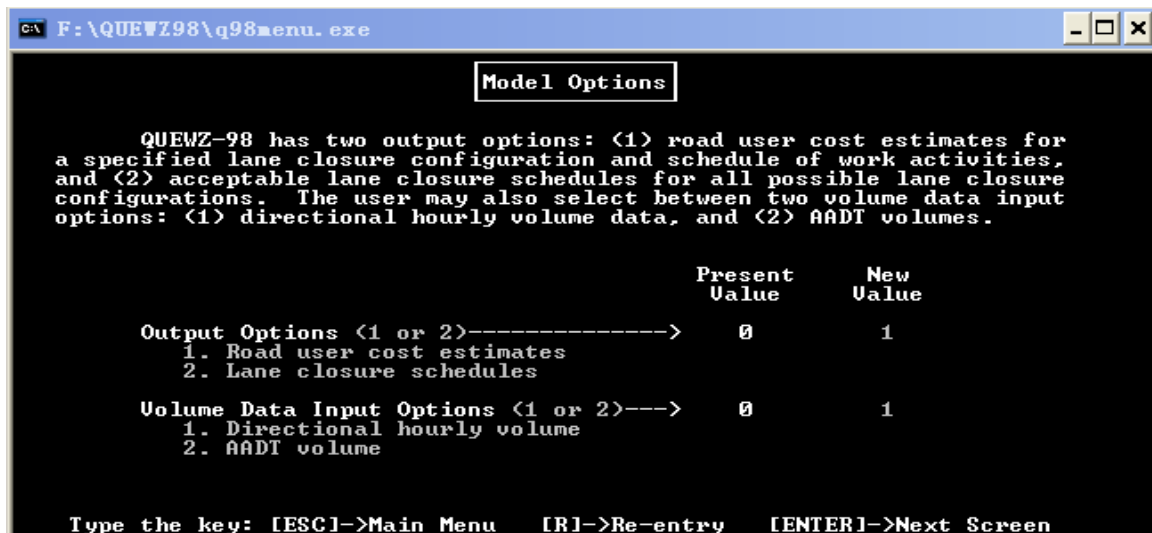 F:\QUEWZ98\q98menu.exe
Model Options
QUEWZ-98 has two output options: (1) road user cost estimates for
a specified lane closure configuration and schedule of work activities,
and (2) acceptable lane closure schedules for all possible lane closure
configurations. The user may also select between two volume data input
options: (1) directional hourly volume data, and (2) AADT volumes.
Present New
Value Value
Output Options (1 or 2)--------------> 0 1
1. Road user cost estimates
2. Lane closure schedules
Volume Data Input Options (1 or 2)---> 0 1
1. Directional hourly volume
2. AADT volume
Type the key: [ESC]->Main Menu [R]->Re-entry [ENTER]->Next Screen